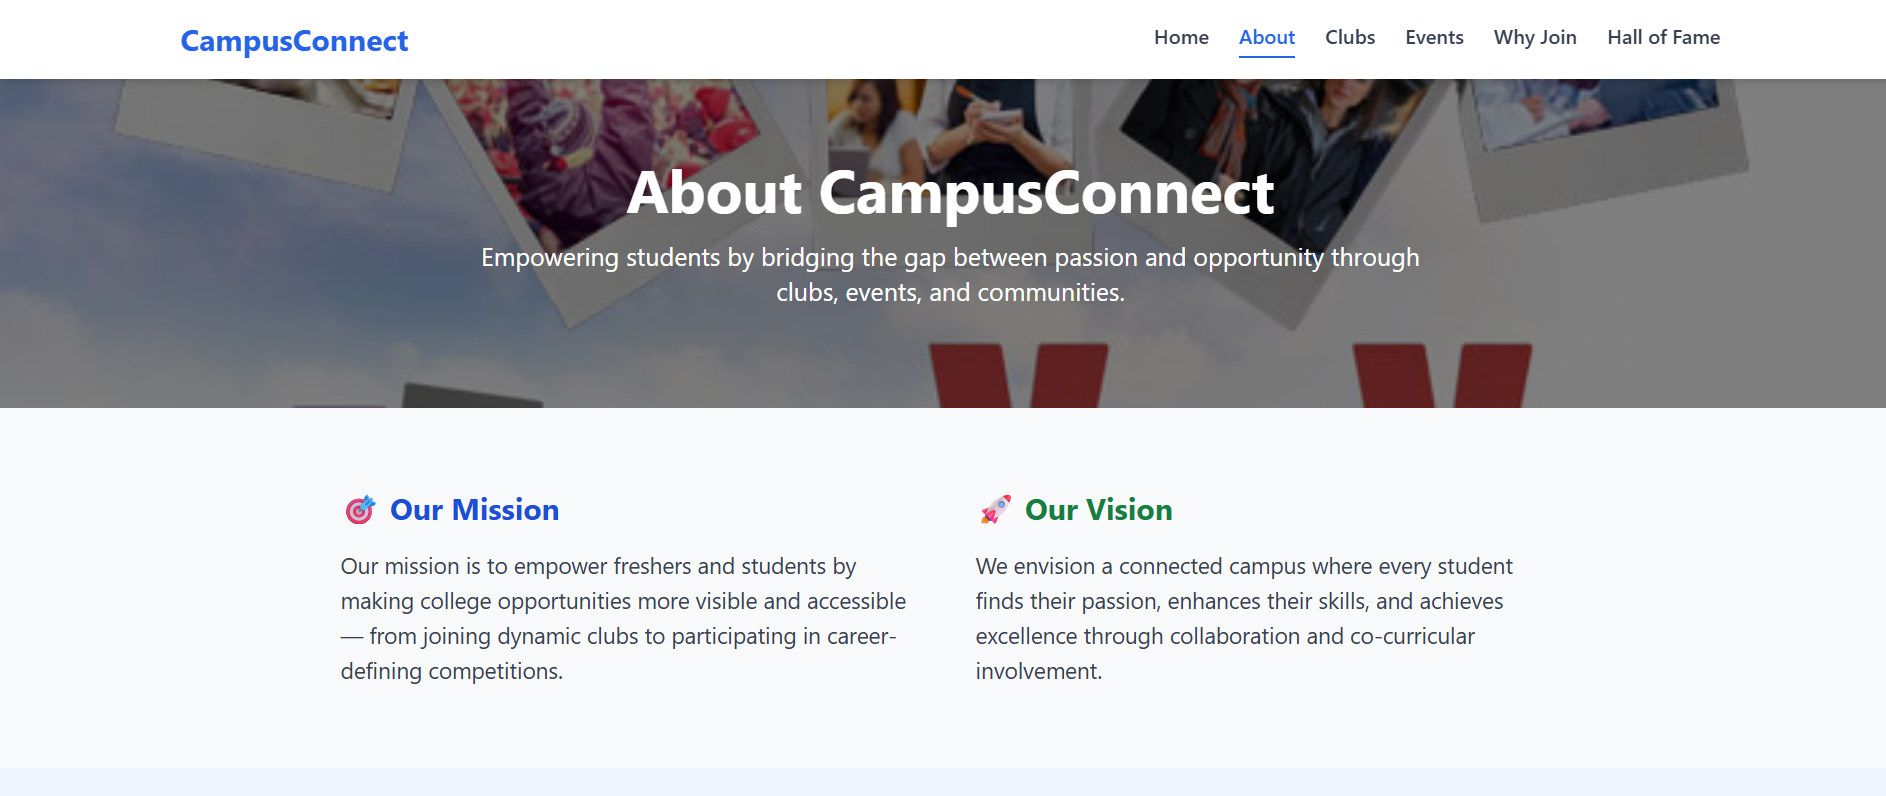 CampusConnect
Home About Clubs Events Why Join Hall of Fame
About CampusConnect
Empowering students by bridging the gap between passion and opportunity through
clubs, events, and communities.
Our Mission
Our mission is to empower freshers and students by
making college opportunities more visible and accessible
— from joining dynamic clubs to participating in career-
defining competitions.
Our Vision
We envision a connected campus where every student
finds their passion, enhances their skills, and achieves
excellence through collaboration and co-curricular
involvement.